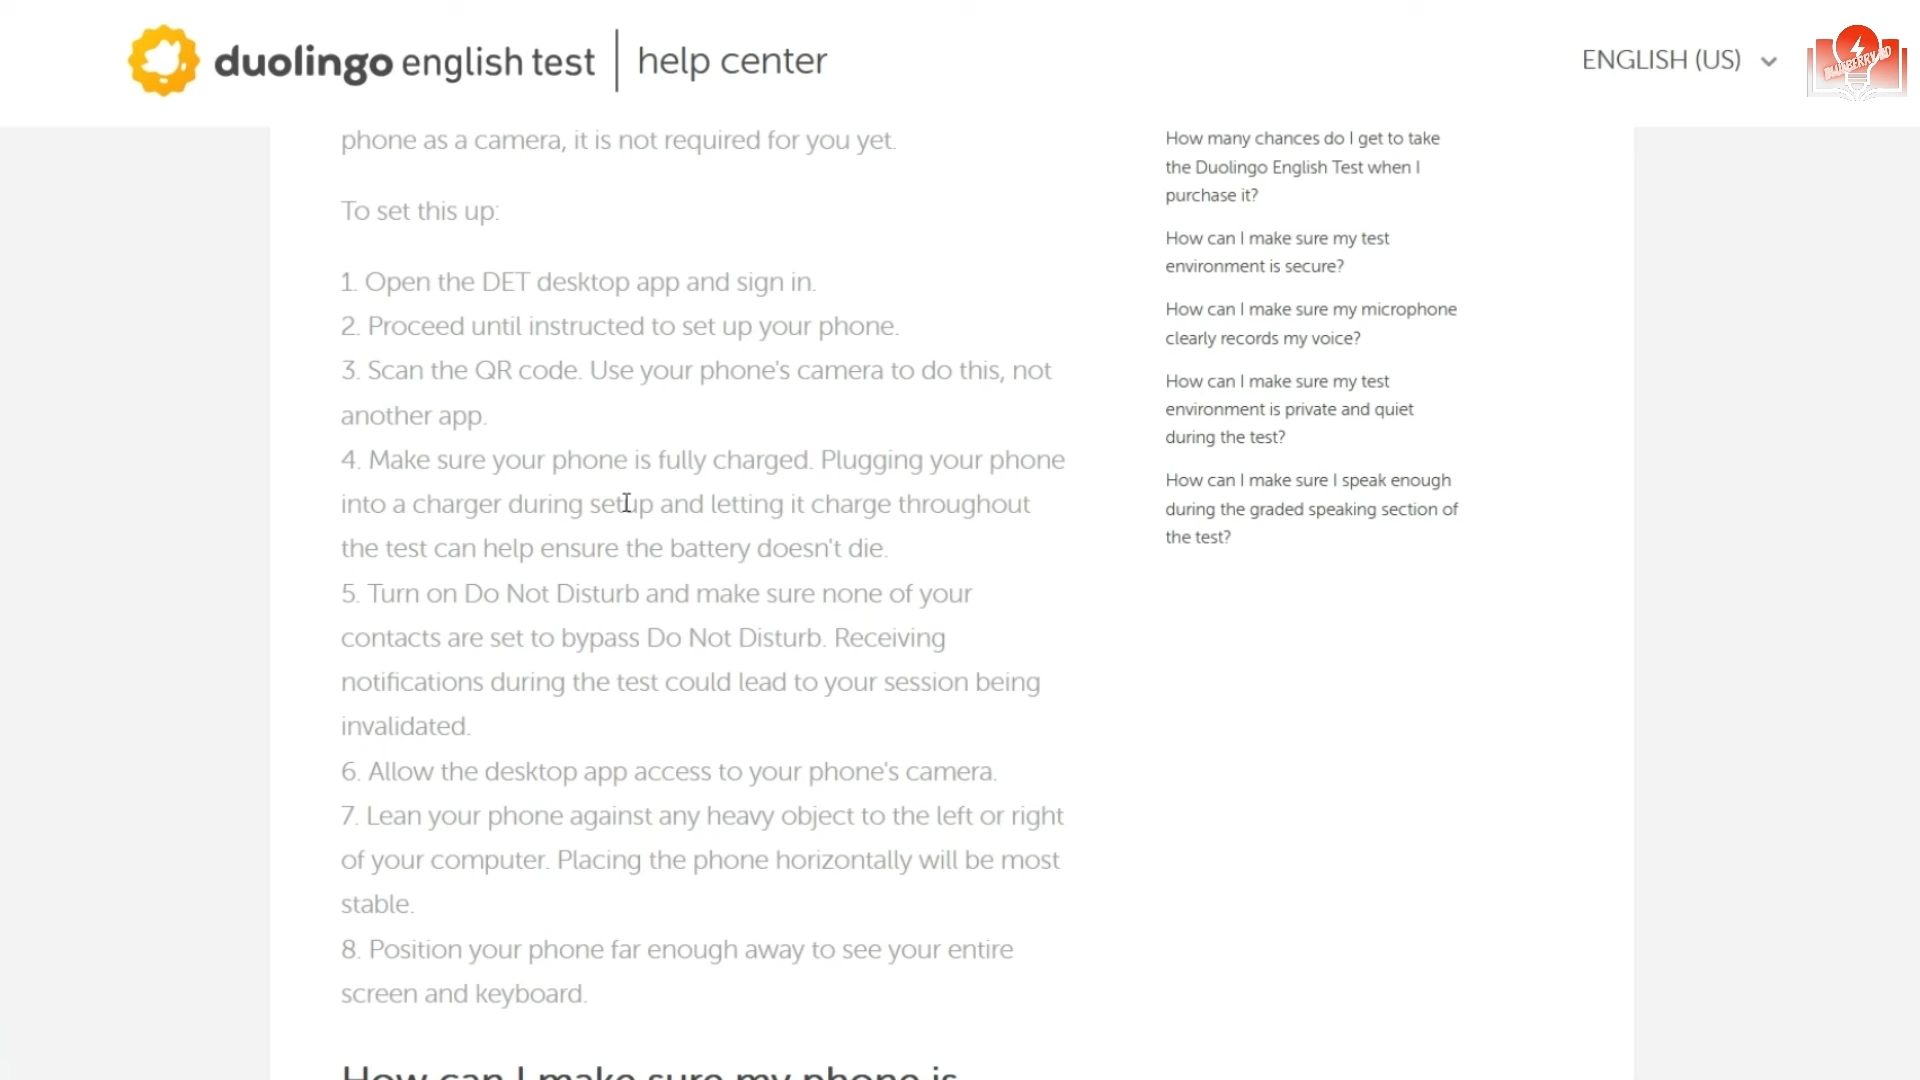 duolingo english test | help center
ENGLISH (US)
BLUEBERRY BD
phone as a camera, it is not required for you yet.
To set this up:
1. Open the DET desktop app and sign in.
2. Proceed until instructed to set up your phone.
3. Scan the QR code. Use your phone's camera to do this, not
another app.
4. Make sure your phone is fully charged. Plugging your phone
into a charger during setup and letting it charge throughout
the test can help ensure the battery doesn't die.
5. Turn on Do Not Disturb and make sure none of your
contacts are set to bypass Do Not Disturb. Receiving
notifications during the test could lead to your session being
invalidated.
6. Allow the desktop app access to your phone's camera.
7. Lean your phone against any heavy object to the left or right
of your computer. Placing the phone horizontally will be most
stable.
8. Position your phone far enough away to see your entire
screen and keyboard.
How can I make sure my phone is
How many chances do I get to take
the Duolingo English Test when I
purchase it?
How can I make sure my test
environment is secure?
How can I make sure my microphone
clearly records my voice?
How can I make sure my test
environment is private and quiet
during the test?
How can I make sure I speak enough
during the graded speaking section of
the test?